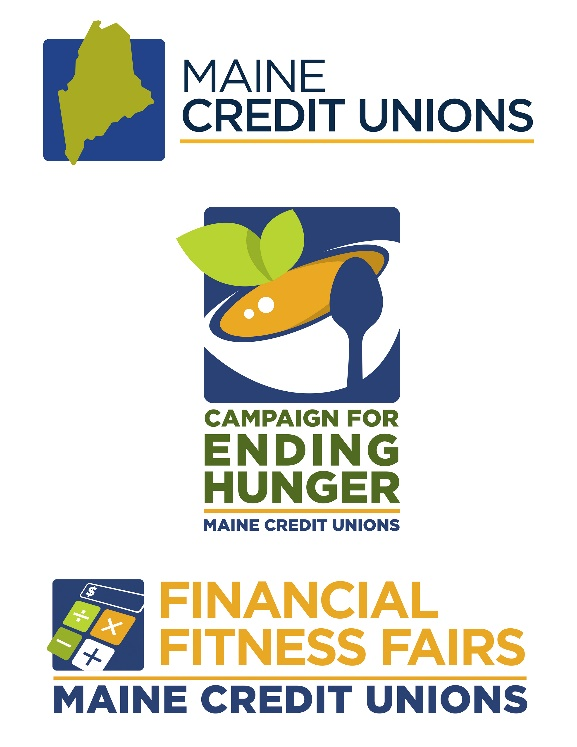 MAINE
CREDIT UNIONS
CAMPAIGN FOR
ENDING
HUNGER
MAINE CREDIT UNIONS
$
÷ ×
− +
FINANCIAL
FITNESS FAIRS
MAINE CREDIT UNIONS